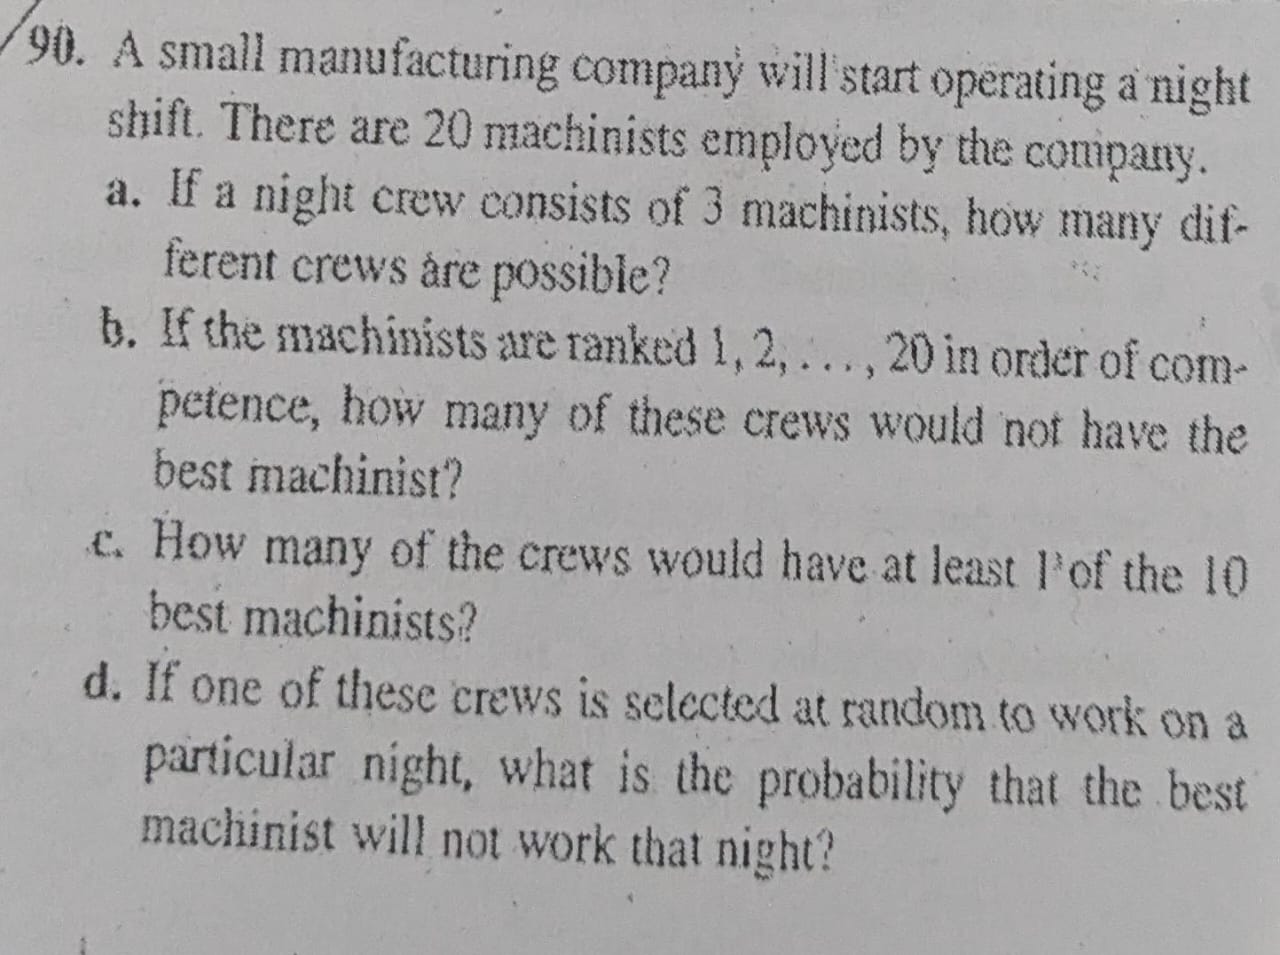 90. A small manufacturing company will start operating a night
shift. There are 20 machinists employed by the company.
a. If a night crew consists of 3 machinists, how many dif-
ferent crews are possible?
b. If the machinists are ranked 1, 2, . . . , 20 in order of com-
petence, how many of these crews would not have the
best machinist?
c. How many of the crews would have at least 1 of the 10
best machinists?
d. If one of these crews is selected at random to work on a
particular night, what is the probability that the best
machinist will not work that night?